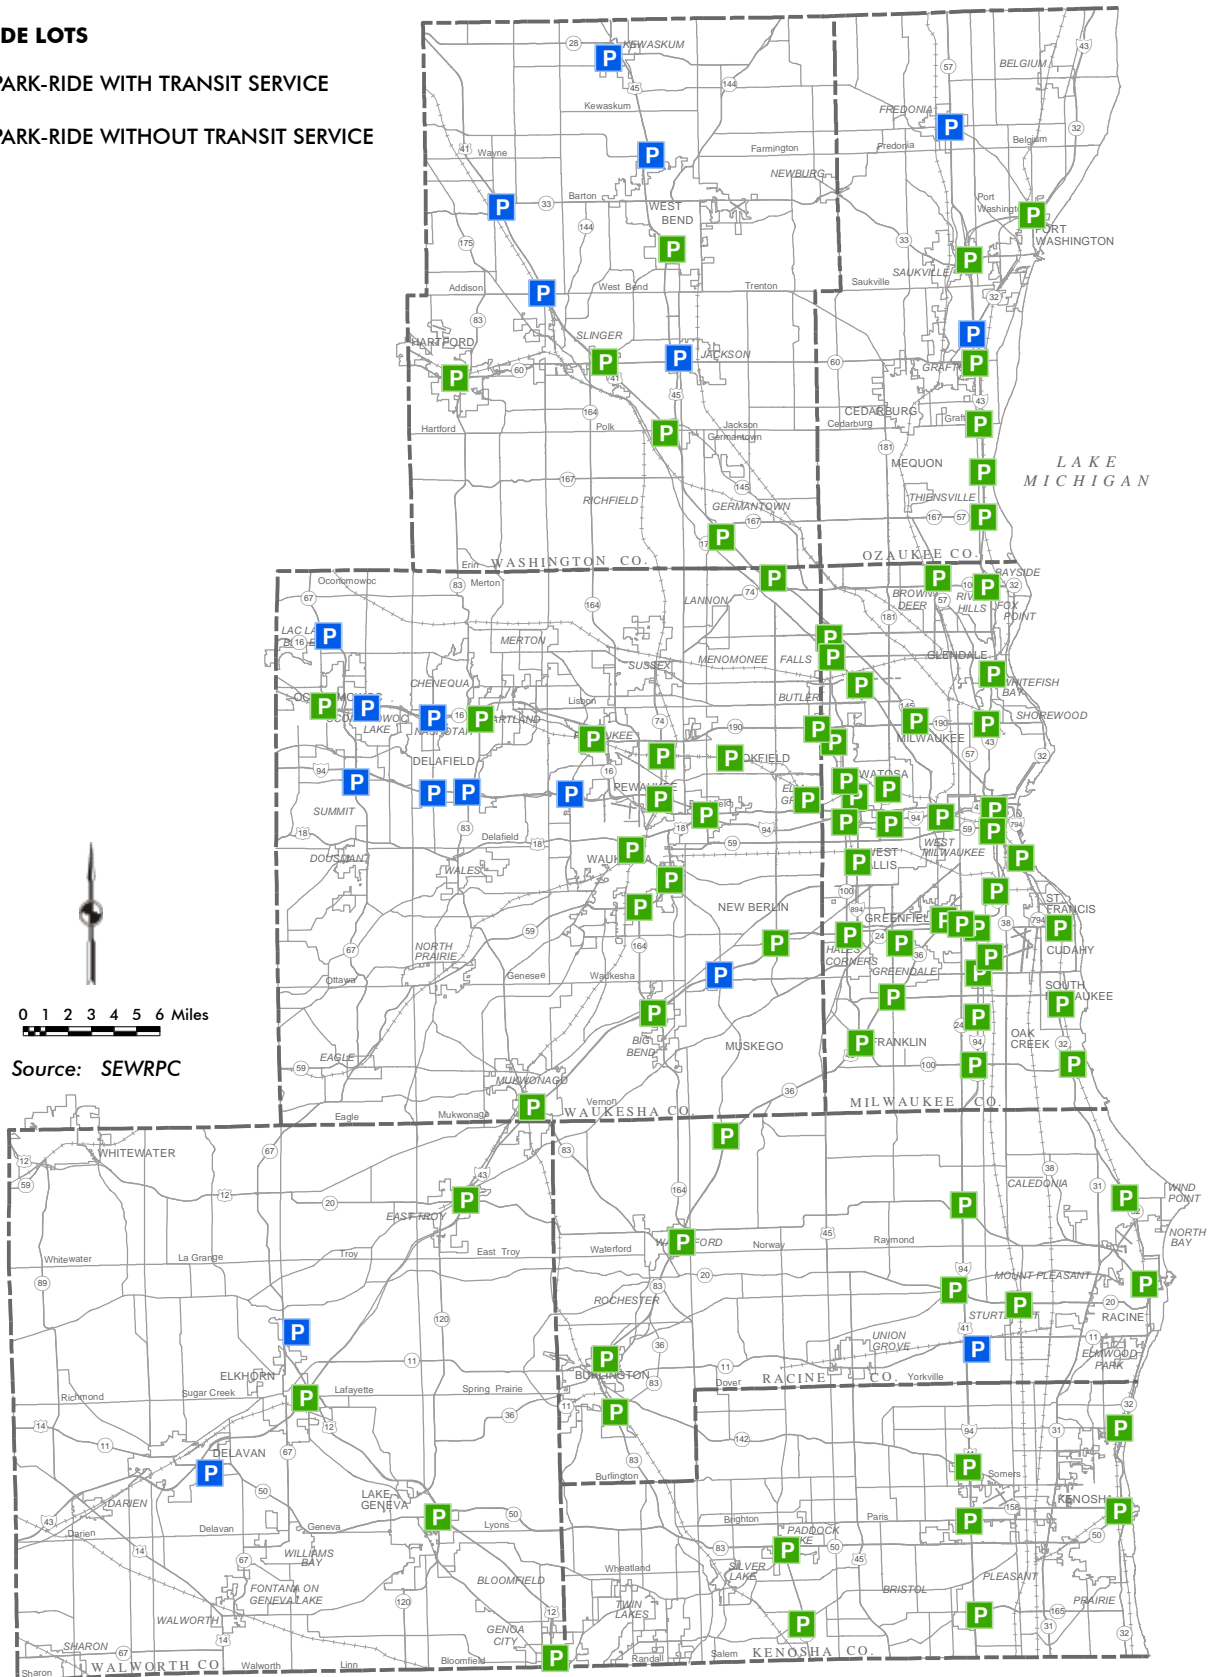 DE LOTS
PARK-RIDE WITH TRANSIT SERVICE
PARK-RIDE WITHOUT TRANSIT SERVICE
KEWASKUM
Kewaskum
BELGIUM
FREDONIA
Belgium
Wayne
Farmington
Fredonia
NEWBURG
Barton
WEST
BEND
Port
PORT
WASHINGTON
SAUKVILLE
Addison
West Bend
Trenton
Saukville
HARTFORD
SLINGER
JACKSON
CEDARBURG
Hartford
Polk
Jackson
Germantown
Cedarburg
MEQUON
LAKE
MICHIGAN
RICHFIELD
THIENSVILLE
GERMANTOWN
Erin
WASHINGTON CO.
OZAUKEE CO.
Oconomowoc
Merton
LANNON
BAYSIDE
BROWN
DEER
HILLS
FOX
POINT
MERTON
SUSSEX
MENOMONEE FALLS
GLENDALE
CHENEQUA
BUTLER
WHITEFISH
BAY
Lisbon
SHOREWOOD
LAKE
MILWAUKEE
DELAFIELD
SUMMIT
Delafield
DOUSMAN
WALES
WEST
MILWAUKEE
NEW BERLIN
ST.
FRANCIS
GREENFIEL
NORTH
PRAIRIE
HALES
CORNERS
CUDAHY
GREENDALE
Ottawa
Genesee
Waukesha
SOUTH
0 1 2 3 4 5 6 Miles
Source: SEWRPC
BIG
BEND
MUSKEGO
FRANKLIN
OAK
CREEK
EAGLE
MUKWONAGO
Vernon
Eagle
Mukwonago
WAUKESHA CO.
MILWAUKEE CO.
WHITEWATER
CALEDONIA
WIND
POINT
EAST TROY
NORTH
BAY
Whitewater
La Grange
Troy
East Troy
Waterford
Norway
Raymond
MOUNT PLEASANT
ROCHESTER
RACINE
UNION
GROVE
ELMWOOD
PARK
ELKHORN
BURLINGTON
RACINE CO.
Yorkville
Dover
Richmond
Sugar Creek
Lafayette
Spring Prairie
DELAVAN
Burlington
Somers
LAKE
GENEVA
DARIEN
KENOSH
Darien
Delavan
Geneva
Lyons
Brighton
Paris
PADDOCK
WILLIAMS
BAY
Wheatland
SILVER
LAKE
BLOOMFIELD
PLEASANT
FONTANA ON
GENEVA LAKE
TWIN
LAKES
BRISTOL
PRAIRIE
WALWORTH
GENOA
CITY
SHARON
Sharon
WALWORTH CO
Walworth
Linn
Bloomfield
Randall
Salem
KENOSHA CO.